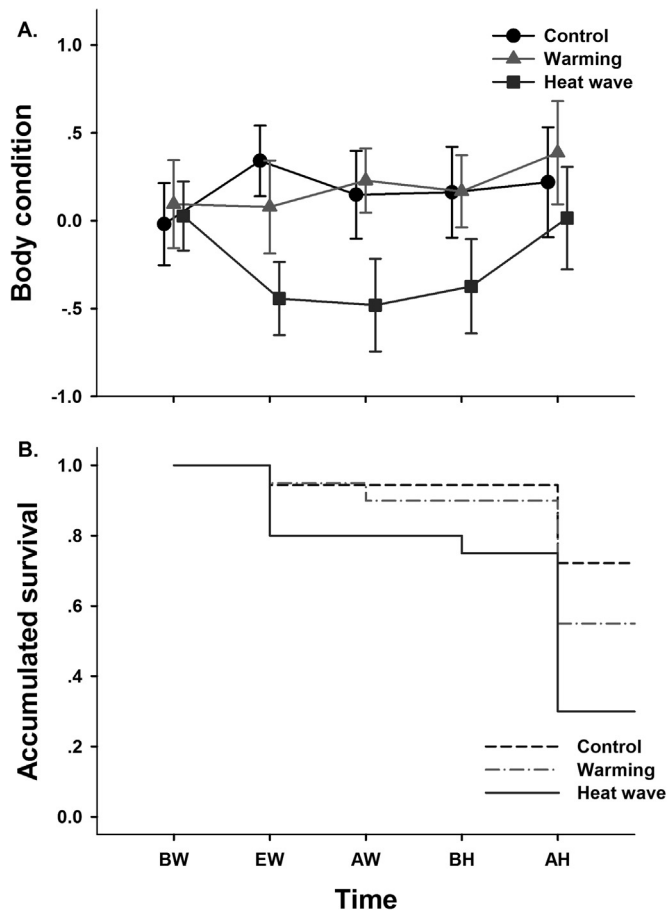 A.
1.0
.5
0.0
-.5
-1.0
Body condition
Control
Warming
Heat wave
B.
1.0
.8
.6
.4
.2
0.0
Accumulated survival
Control
Warming
Heat wave
BW EW AW BH AH
Time